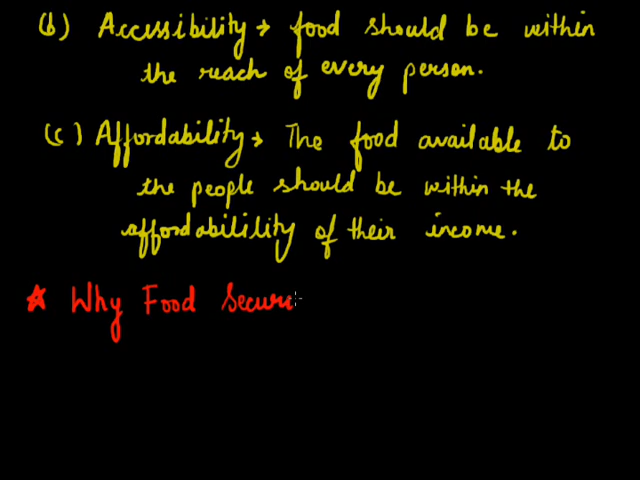 (b) Accessibility → food should be within
the reach of every person.
(c) Affordability → The food available to
the people should be within the
affordabilility of their income.
★ Why Food Secur